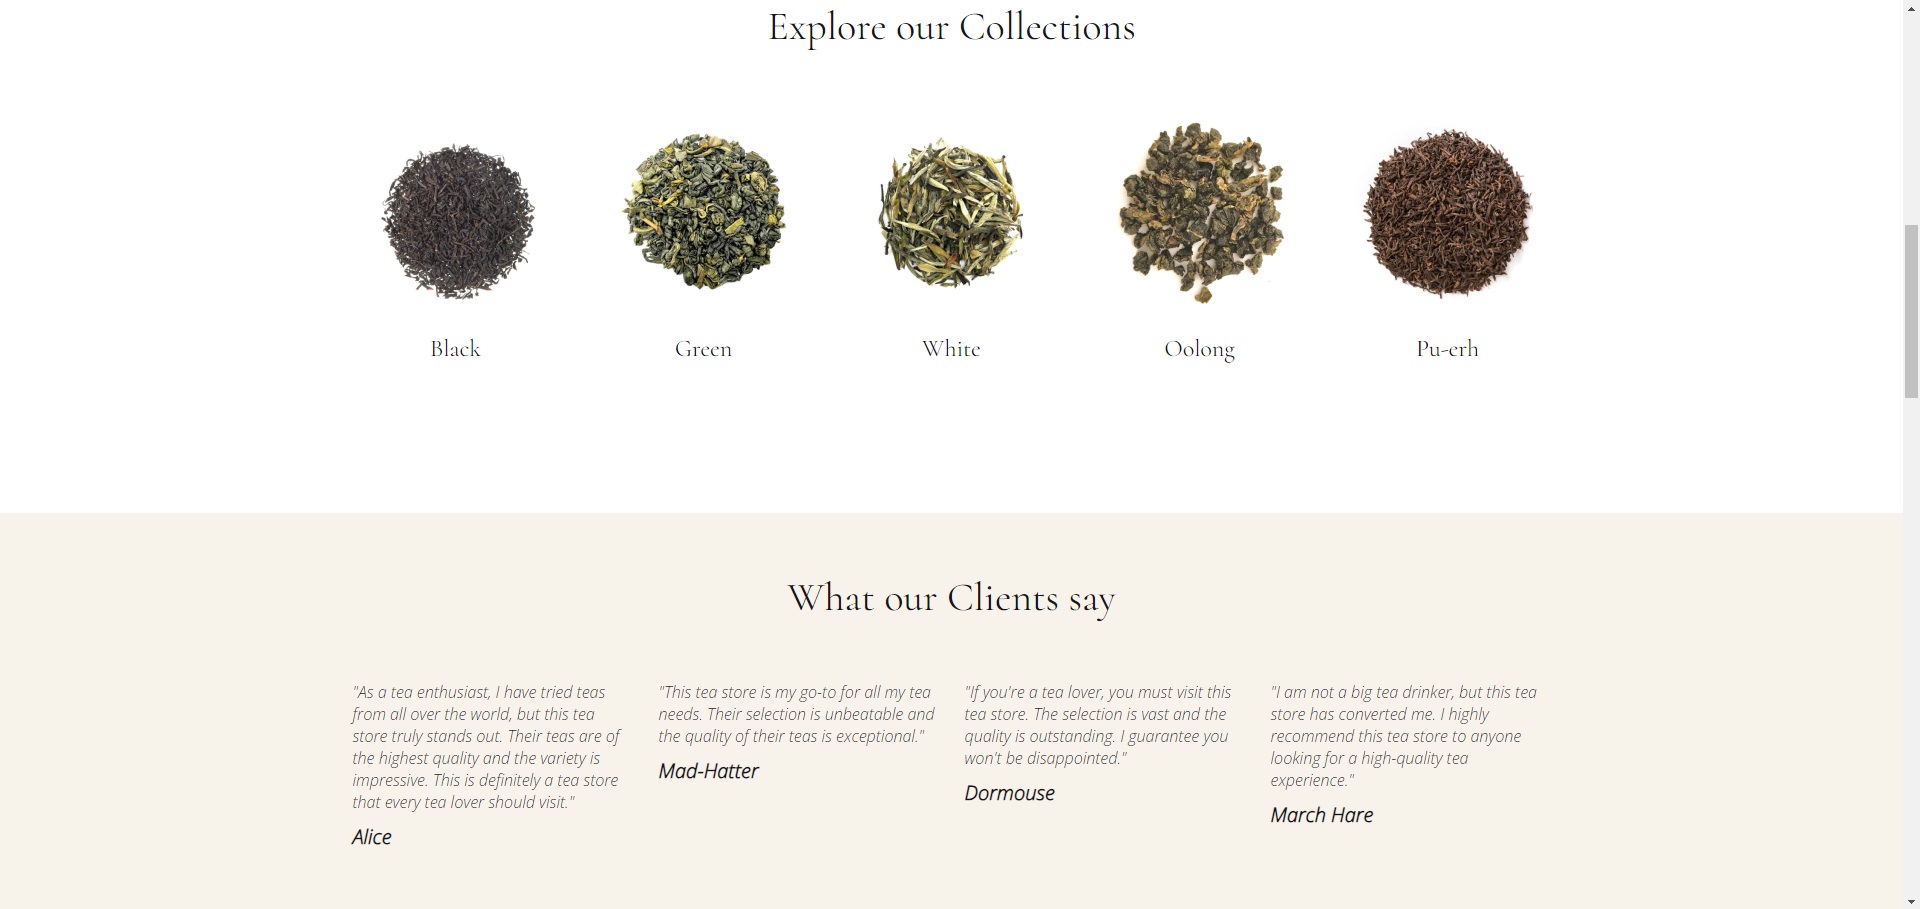 Explore our Collections
Black
Green
White
Oolong
Pu-erh
What our Clients say
"As a tea enthusiast, I have tried teas
from all over the world, but this tea
store truly stands out. Their teas are of
the highest quality and the variety is
impressive. This is definitely a tea store
that every tea lover should visit."
Alice
"This tea store is my go-to for all my tea
needs. Their selection is unbeatable and
the quality of their teas is exceptional."
Mad-Hatter
"If you're a tea lover, you must visit this
tea store. The selection is vast and the
quality is outstanding. I guarantee you
won't be disappointed."
Dormouse
"I am not a big tea drinker, but this tea
store has converted me. I highly
recommend this tea store to anyone
looking for a high-quality tea
experience."
March Hare